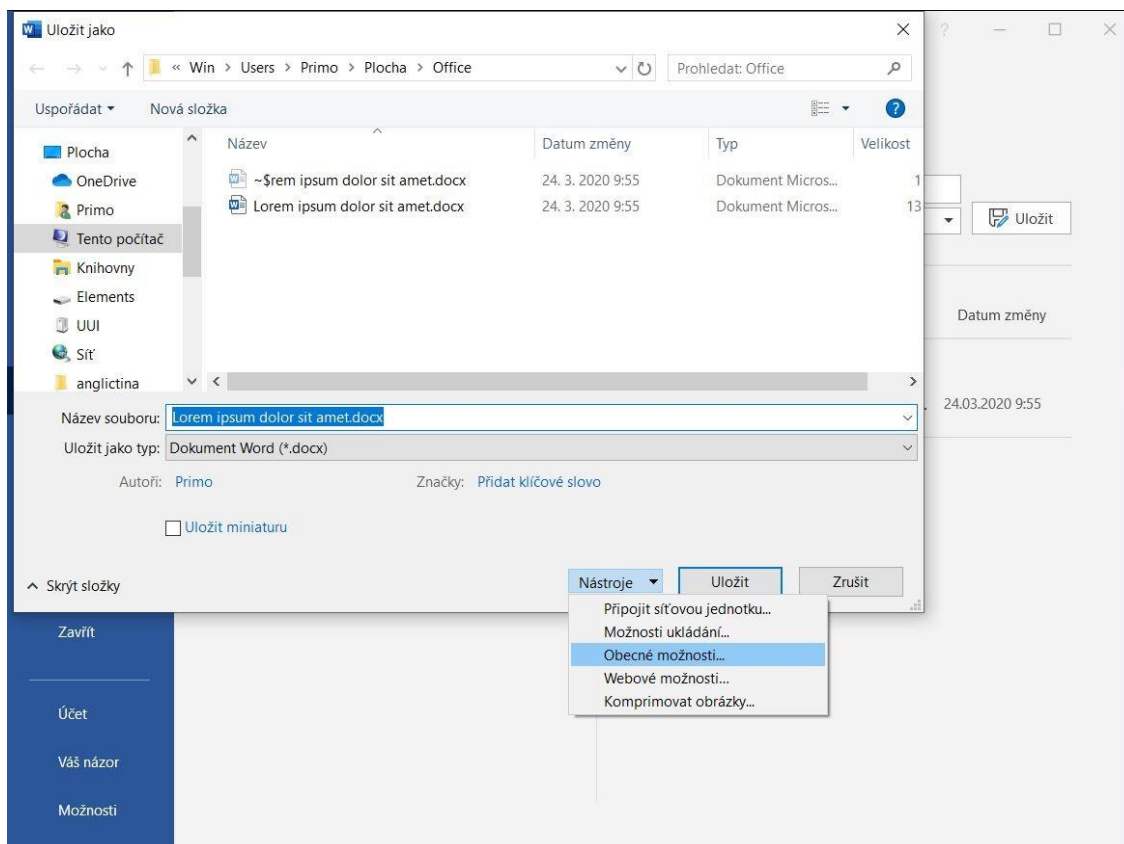 Uložit jako
« Win > Users > Primo > Plocha > Office
Prohledat: Office
Uspořádat
Nová složka
Název
Datum změny
Typ
Velikost
Plocha
OneDrive
Primo
Tento počítač
Knihovny
Elements
UUI
Síť
anglictina
~$rem ipsum dolor sit amet.docx 24. 3. 2020 9:55 Dokument Micros... 1
Lorem ipsum dolor sit amet.docx 24. 3. 2020 9:55 Dokument Micros... 13
Uložit
Datum změny
24.03.2020 9:55
Název souboru: Lorem ipsum dolor sit amet.docx
Uložit jako typ: Dokument Word (*.docx)
Autoři: Primo
Značky: Přidat klíčové slovo
Uložit miniaturu
Skrýt složky
Nástroje
Uložit
Zrušit
Připojit síťovou jednotku...
Možnosti ukládání...
Obecné možnosti...
Webové možnosti...
Komprimovat obrázky...
Zavřít
Účet
Váš názor
Možnosti